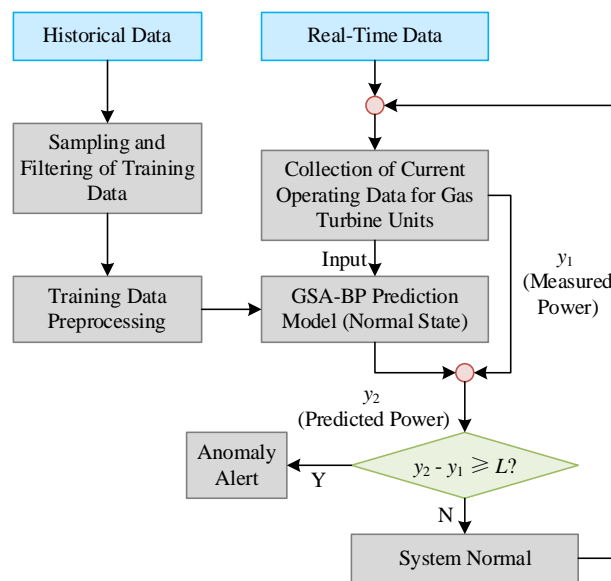 Historical Data
Real-Time Data
Sampling and
Filtering of Training
Data
Collection of Current
Operating Data for Gas
Turbine Units
Input
y₁
(Measured
Power)
Training Data
Preprocessing
GSA-BP Prediction
Model (Normal State)
y₂
(Predicted Power)
Anomaly
Alert
Y
y₂ - y₁ ⩾ L?
N
System Normal